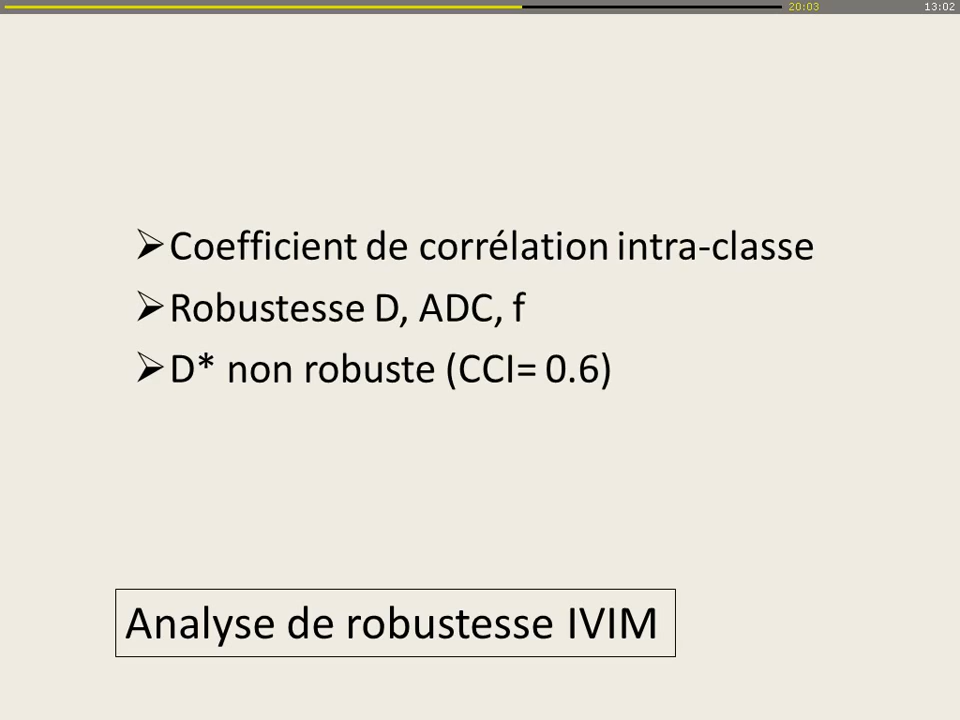 20:03 13:02
➢Coefficient de corrélation intra-classe
➢Robustesse D, ADC, f
➢D* non robuste (CCI= 0.6)
Analyse de robustesse IVIM